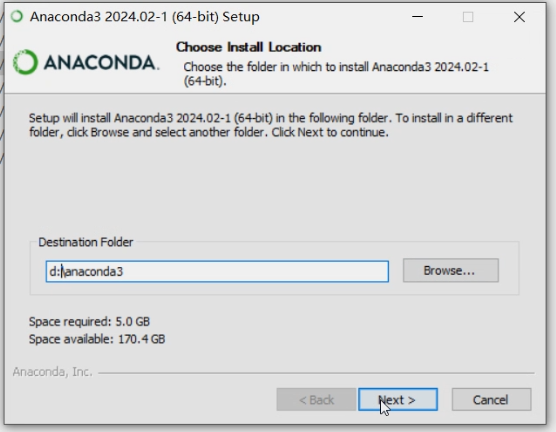 Anaconda3 2024.02-1 (64-bit) Setup
ANACONDA.
Choose Install Location
Choose the folder in which to install Anaconda3 2024.02-1
(64-bit).
Setup will install Anaconda3 2024.02-1 (64-bit) in the following folder. To install in a different
folder, click Browse and select another folder. Click Next to continue.
Destination Folder
d:\anaconda3
Browse...
Space required: 5.0 GB
Space available: 170.4 GB
Anaconda, Inc.
< Back
Next >
Cancel